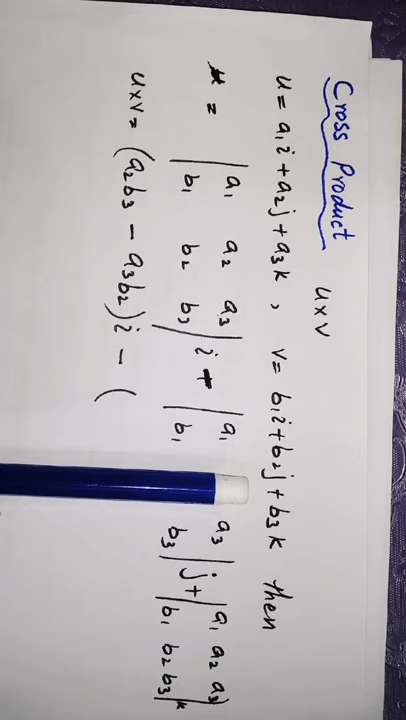 Cross Product
u×v
u = a₁i + a₂j + a₃k , v = b₁i + b₂j + b₃k then
= | a₁ a₂ a₃ | i + | a₁ a₃ | j + | a₁ a₂ a₃ | k
| b₁ b₂ b₃ | | b₁ b₃ | | b₁ b₂ b₃ |
u×v = (a₂b₃ − a₃b₂)i − (